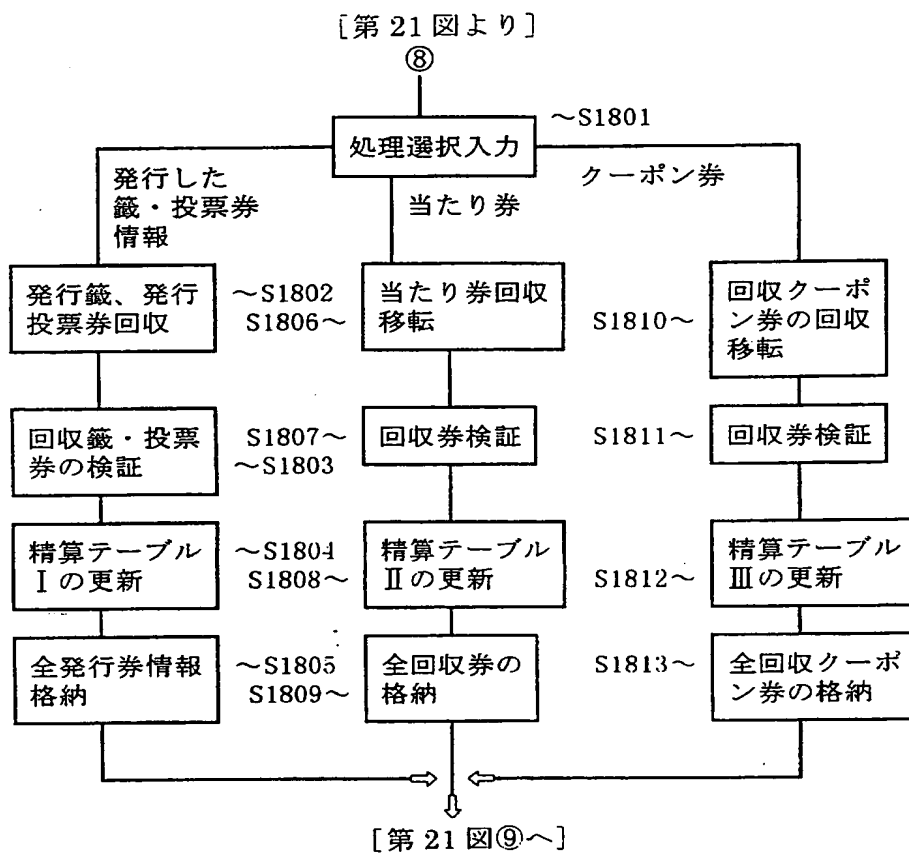 [第21図より]
⑧
処理選択入力
～S1801
発行した
籤・投票券
情報
当たり券
クーポン券
発行籤、発行
投票券回収
～S1802
S1806～
当たり券回収
移転
S1810～
回収クーポ
ン券の回収
移転
回収籤・投票
券の検証
S1807～
～S1803
回収券検証
S1811～
回収券検証
精算テーブル
Ⅰの更新
～S1804
S1808～
精算テーブル
Ⅱの更新
S1812～
精算テーブル
Ⅲの更新
全発行券情報
格納
～S1805
S1809～
全回収券の
格納
S1813～
全回収クーポ
ン券の格納
[第21図⑨へ]